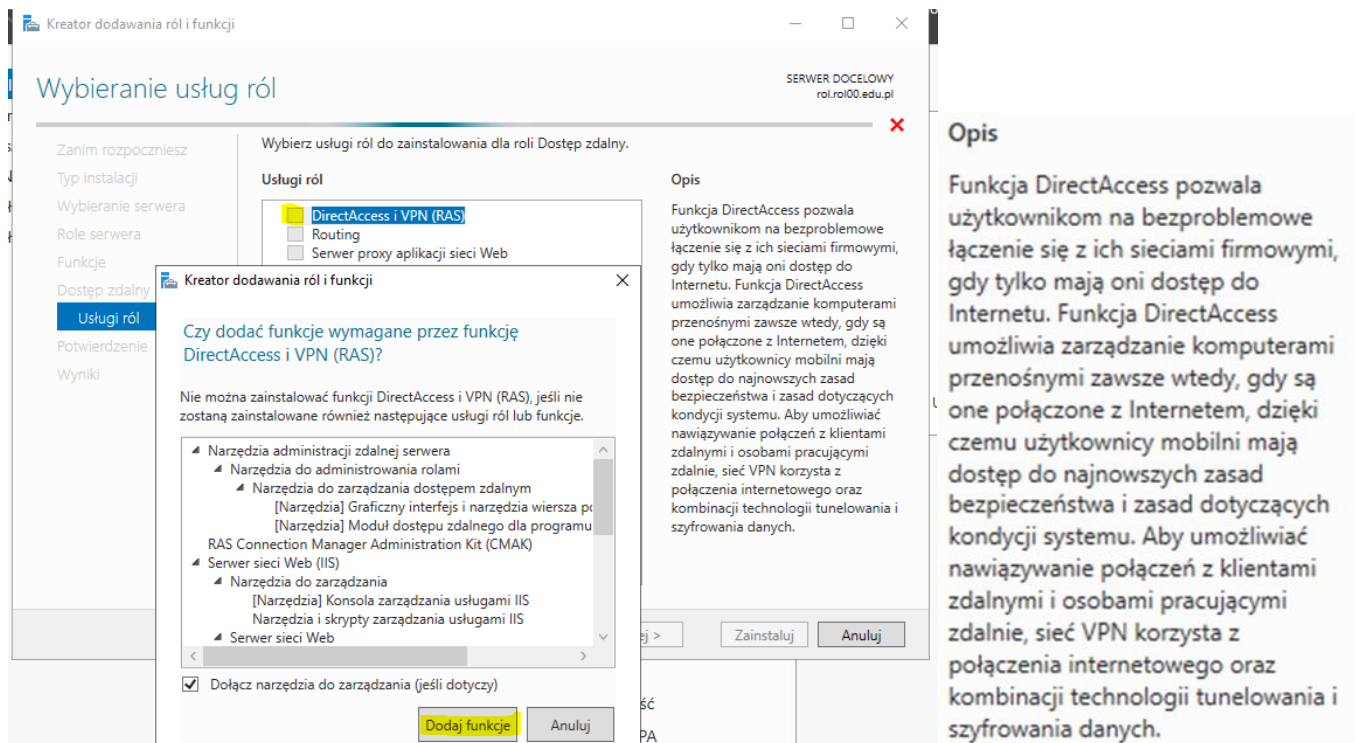 Kreator dodawania ról i funkcji
Wybieranie usług ról
SERWER DOCELOWY
rol.rol00.edu.pl
Zanim rozpoczniesz
Typ instalacji
Wybieranie serwera
Role serwera
Funkcje
Dostęp zdalny
Usługi ról
Potwierdzenie
Wyniki
Wybierz usługi ról do zainstalowania dla roli Dostęp zdalny.
Usługi ról
DirectAccess i VPN (RAS)
Routing
Serwer proxy aplikacji sieci Web
Opis
Funkcja DirectAccess pozwala
użytkownikom na bezproblemowe
łączenie się z ich sieciami firmowymi,
gdy tylko mają oni dostęp do
Internetu. Funkcja DirectAccess
umożliwia zarządzanie komputerami
przenośnymi zawsze wtedy, gdy są
one połączone z Internetem, dzięki
czemu użytkownicy mobilni mają
dostęp do najnowszych zasad
bezpieczeństwa i zasad dotyczących
kondycji systemu. Aby umożliwiać
nawiązywanie połączeń z klientami
zdalnymi i osobami pracującymi
zdalnie, sieć VPN korzysta z
połączenia internetowego oraz
kombinacji technologii tunelowania i
szyfrowania danych.
Kreator dodawania ról i funkcji
Czy dodać funkcje wymagane przez funkcję
DirectAccess i VPN (RAS)?
Nie można zainstalować funkcji DirectAccess i VPN (RAS), jeśli nie
zostaną zainstalowane również następujące usługi ról lub funkcje.
Narzędzia administracji zdalnej serwera
Narzędzia do administrowania rolami
Narzędzia do zarządzania dostępem zdalnym
[Narzędzia] Graficzny interfejs i narzędzia wiersza
[Narzędzia] Moduł dostępu zdalnego dla programu
RAS Connection Manager Administration Kit (CMAK)
Serwer sieci Web (IIS)
Narzędzia do zarządzania
[Narzędzia] Konsola zarządzania usługami IIS
Narzędzia i skrypty zarządzania usługami IIS
Serwer sieci Web
Dołącz narzędzia do zarządzania (jeśli dotyczy)
Dodaj funkcje
Anuluj
ej >
Zainstaluj
Anuluj
ść
PA
Opis
Funkcja DirectAccess pozwala
użytkownikom na bezproblemowe
łączenie się z ich sieciami firmowymi,
gdy tylko mają oni dostęp do
Internetu. Funkcja DirectAccess
umożliwia zarządzanie komputerami
przenośnymi zawsze wtedy, gdy są
one połączone z Internetem, dzięki
czemu użytkownicy mobilni mają
dostęp do najnowszych zasad
bezpieczeństwa i zasad dotyczących
kondycji systemu. Aby umożliwiać
nawiązywanie połączeń z klientami
zdalnymi i osobami pracującymi
zdalnie, sieć VPN korzysta z
połączenia internetowego oraz
kombinacji technologii tunelowania i
szyfrowania danych.